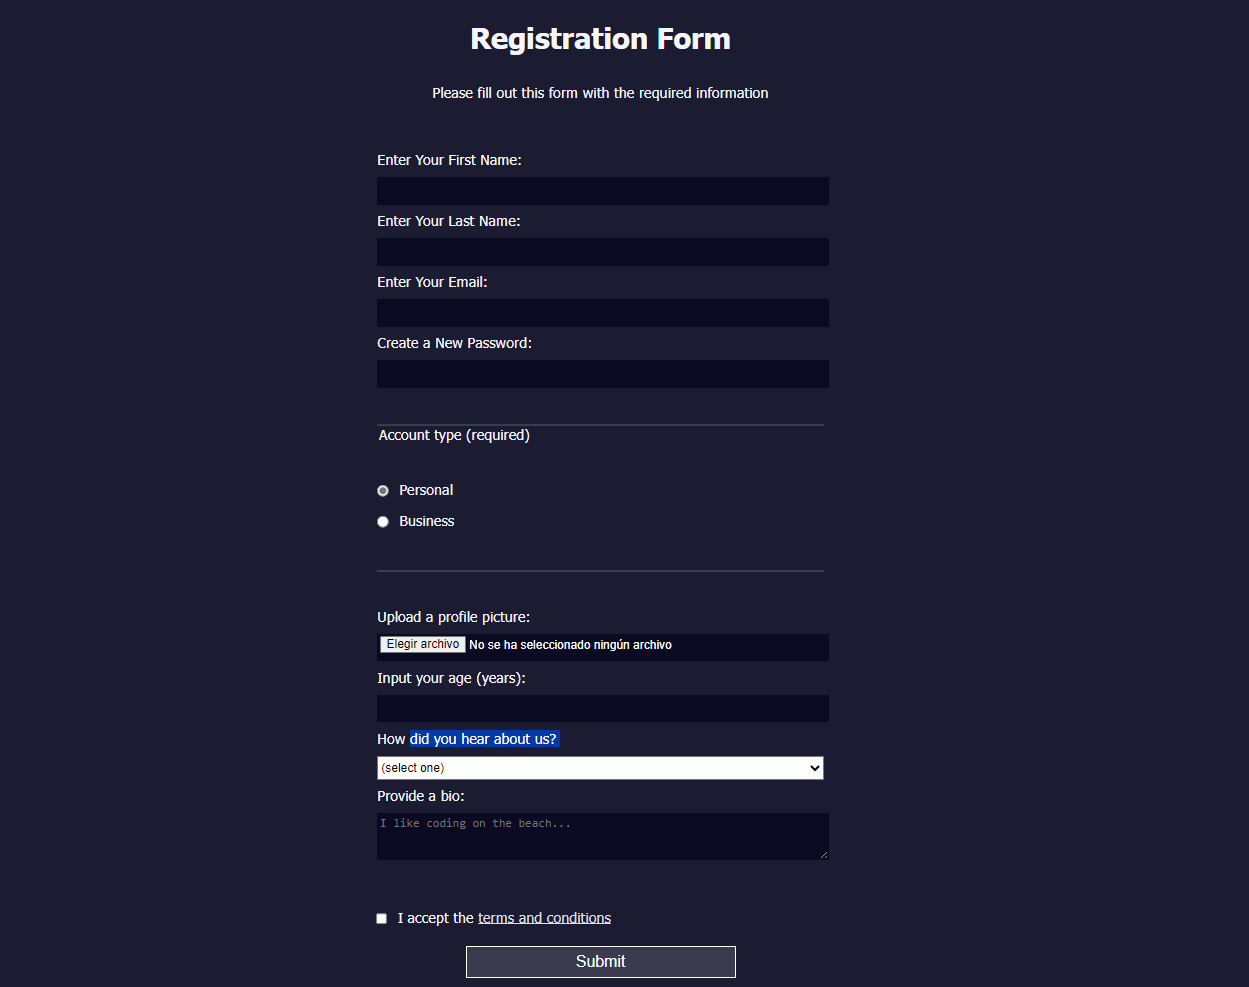 Registration Form
Please fill out this form with the required information
Enter Your First Name:
Enter Your Last Name:
Enter Your Email:
Create a New Password:
Account type (required)
Personal
Business
Upload a profile picture:
Elegir archivo No se ha seleccionado ningún archivo
Input your age (years):
How did you hear about us?
(select one)
Provide a bio:
I like coding on the beach...
I accept the terms and conditions
Submit